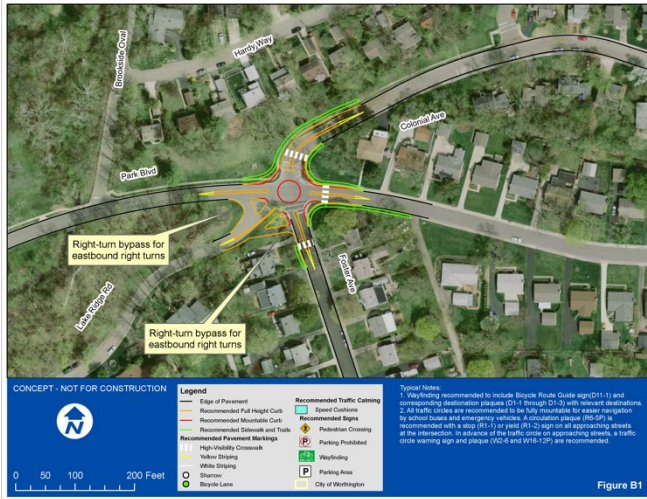 Brookside Oval
Hardy Way
Colonial Ave
Park Blvd
Right-turn bypass for
eastbound right turns
Foster Ave
Lake Ridge Rd
Right-turn bypass for
eastbound right turns
CONCEPT - NOT FOR CONSTRUCTION
N
0 50 100 200 Feet
Legend
Edge of Pavement
Recommended Full Height Curb
Recommended Mountable Curb
Recommended Sidewalk and Trails
Recommended Pavement Markings
High-Visibility Crosswalk
Yellow Striping
White Striping
Sharrow
Bicycle Lane
Recommended Traffic Calming
Speed Cushions
Recommended Signs
Pedestrian Crossing
P Parking Prohibited
Wayfinding
P Parking Area
City of Worthington
Typical Notes:
1. Wayfinding recommended to include Bicycle Route Guide sign(D11-1) and
corresponding destionation plaques (D1-1 through D1-3) with relevant destinations.
2. All traffic circles are recommended to be fully mountable for easier navigation
by school buses and emergency vehicles. A circulation plaque (R6-5P) is
recommended with a stop (R1-1) or yield (R1-2) sign on all approaching streets
at the intersection. In advance of the traffic circle on approaching streets, a traffic
circle warning sign and plaque (W2-6 and W16-12P) are recommended.
Figure B1